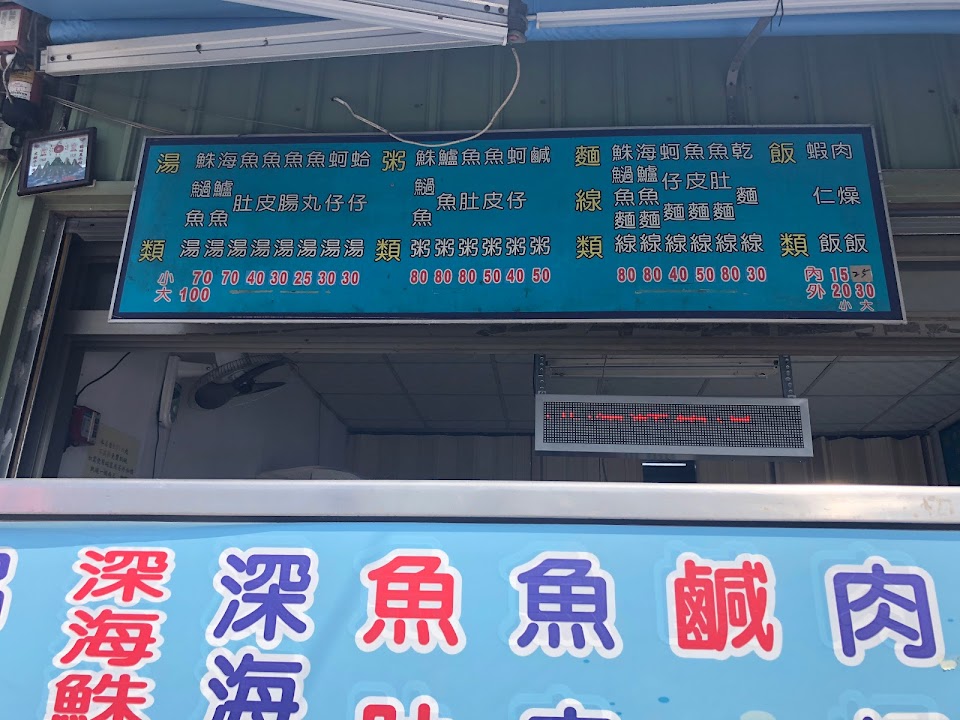 湯類
鮢魚湯
海鱸魚湯
魚肚湯
魚皮湯
魚腸湯
魚丸湯
蚵仔湯
蛤仔湯
小 70 70 40 30 25 30 30
大 100
粥類
鮢魚粥
鱸魚粥
魚肚粥
魚皮粥
蚵仔粥
鹹粥
80 80 80 50 40 50
麵線類
鮢魚麵線
海鱸魚麵線
蚵仔麵線
魚皮麵線
魚肚麵線
乾麵線
80 80 40 50 80 30
飯類
蝦仁飯
肉燥飯
內 15 25
外 20 30
小 大
深海鮢
深海
魚
魚
鹹
肉